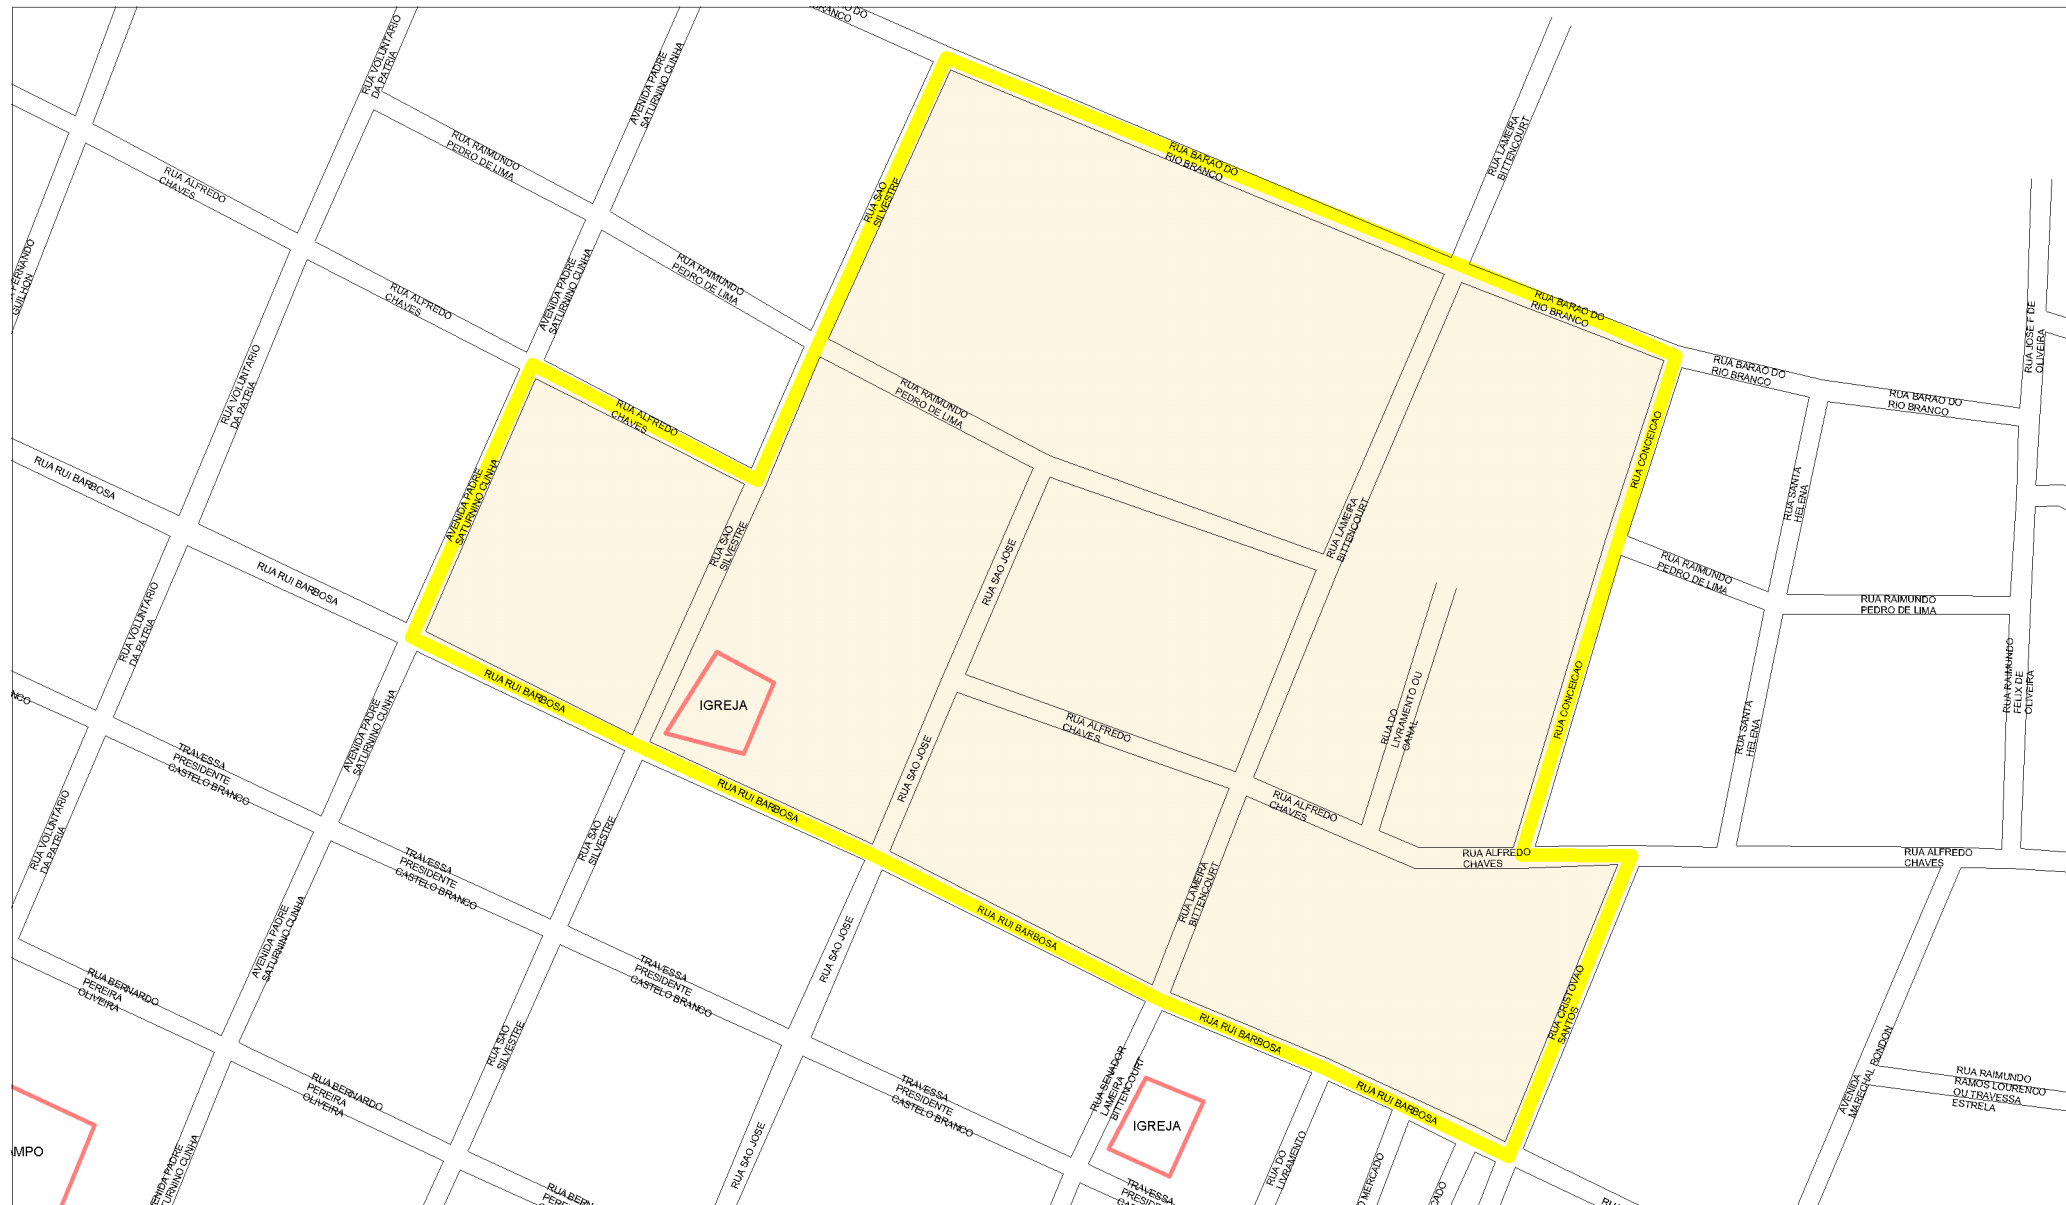 RUA VOLUNTARIO
DA PATRIA
AVENIDA PADRE
SATURNINO CUNHA
RUA LAMEIRA
BITTENCOURT
RUA RAIMUNDO
PEDRO DE LIMA
RUA BARAO DO
RIO BRANCO
RUA ALFREDO
CHAVES
RUA SAO
SILVESTRE
FERNANDO
GUILHON
AVENIDA PADRE
SATURNINO CUNHA
RUA RAIMUNDO
PEDRO DE LIMA
RUA ALFREDO
CHAVES
RUA BARAO DO
RIO BRANCO
RUA JOSE F DE
OLIVEIRA
RUA VOLUNTARIO
DA PATRIA
RUA BARAO DO
RIO BRANCO
RUA BARAO DO
RIO BRANCO
RUA RAIMUNDO
PEDRO DE LIMA
RUA ALFREDO
CHAVES
RUA CONCEICAO
RUA RUI BARBOSA
AVENIDA PADRE
SATURNINO CUNHA
RUA SANTA
HELENA
RUA LAMEIRA
BITTENCOURT
RUA SAO
SILVESTRE
RUA SAO JOSE
RUA RAIMUNDO
PEDRO DE LIMA
RUA RUI BARBOSA
RUA RAIMUNDO
PEDRO DE LIMA
RUA VOLUNTARIO
DA PATRIA
RUA RUI BARBOSA
RUA CONCEICAO
RUA RAIMUNDO
FELIX DE
OLIVEIRA
IGREJA
RUA DO
LIVRAMENTO OU
CANAL
RUA ALFREDO
CHAVES
RUA SANTA
HELENA
AVENIDA PADRE
SATURNINO CUNHA
TRAVESSA
PRESIDENTE
CASTELO BRANCO
RUA SAO JOSE
RUA RUI BARBOSA
RUA ALFREDO
CHAVES
RUA VOLUNTARIO
DA PATRIA
RUA SAO
SILVESTRE
RUA ALFREDO
CHAVES
RUA ALFREDO
CHAVES
TRAVESSA
PRESIDENTE
CASTELO BRANCO
RUA LAMEIRA
BITTENCOURT
RUA RUI BARBOSA
AVENIDA PADRE
SATURNINO CUNHA
RUA SAO JOSE
TRAVESSA
PRESIDENTE
CASTELO BRANCO
RUA BERNARDO
PEREIRA
OLIVEIRA
RUA CRISTOVAO
SANTOS
RUA RUI BARBOSA
RUA SAO
SILVESTRE
AVENIDA
MARECHAL RONDON
RUA SENADOR
LAMEIRA
BITTENCOURT
RUA BERNARDO
PEREIRA
OLIVEIRA
TRAVESSA
PRESIDENTE
CASTELO BRANCO
RUA RUI BARBOSA
RUA RAIMUNDO
RAMOS LOURENCO
OU TRAVESSA
ESTRELA
IGREJA
MPO
RUA SAO JOSE
RUA DO
LIVRAMENTO
MERCADO